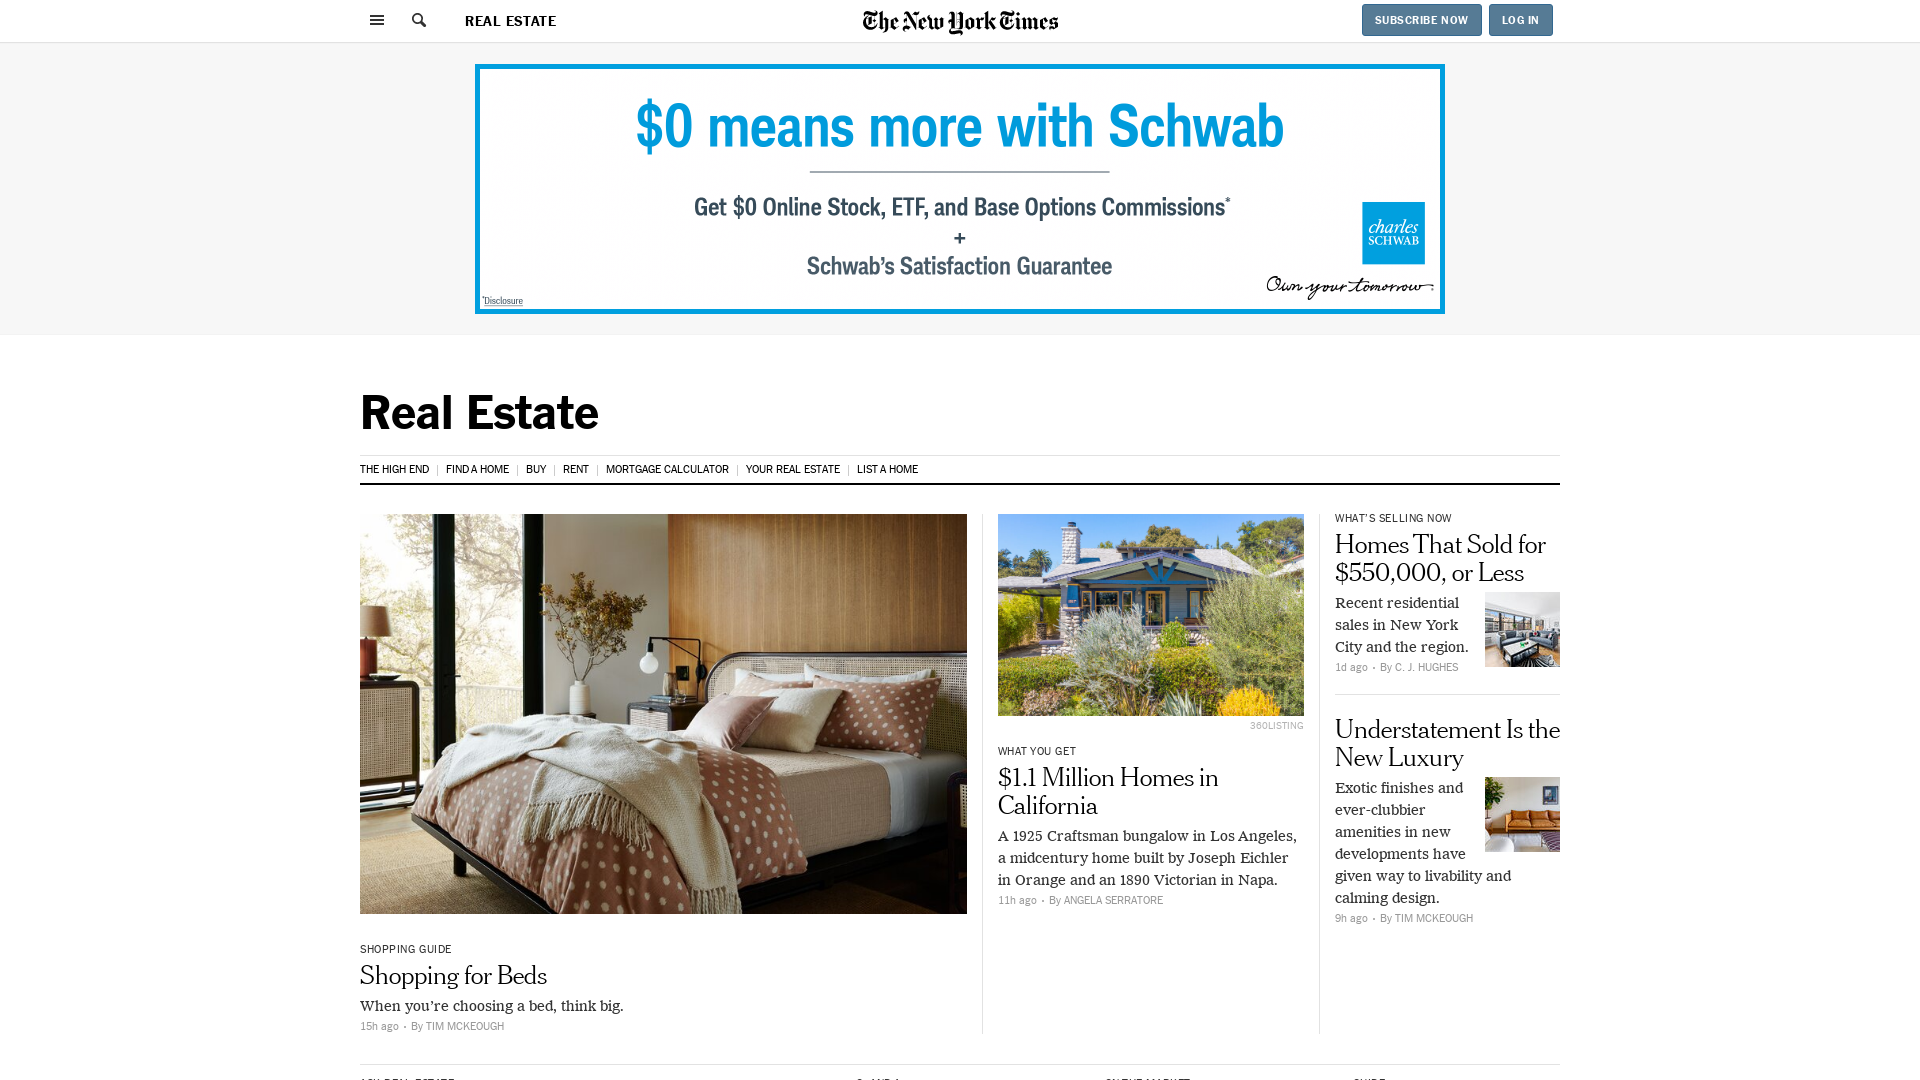 REAL ESTATE
The New York Times
SUBSCRIBE NOW
LOG IN
$0 means more with Schwab
Get $0 Online Stock, ETF, and Base Options Commissions*
+
Schwab's Satisfaction Guarantee
charles
SCHWAB
Own your tomorrow
*Disclosure
Real Estate
THE HIGH END
FIND A HOME
BUY
RENT
MORTGAGE CALCULATOR
YOUR REAL ESTATE
LIST A HOME
SHOPPING GUIDE
Shopping for Beds
When you’re choosing a bed, think big.
15h ago · By TIM MCKEOUGH
360LISTING
WHAT YOU GET
$1.1 Million Homes in
California
A 1925 Craftsman bungalow in Los Angeles,
a midcentury home built by Joseph Eichler
in Orange and an 1890 Victorian in Napa.
11h ago · By ANGELA SERRATORE
WHAT'S SELLING NOW
Homes That Sold for
$550,000, or Less
Recent residential
sales in New York
City and the region.
1d ago · By C. J. HUGHES
Understatement Is the
New Luxury
Exotic finishes and
ever-clubbier
amenities in new
developments have
given way to livability and
calming design.
9h ago · By TIM MCKEOUGH